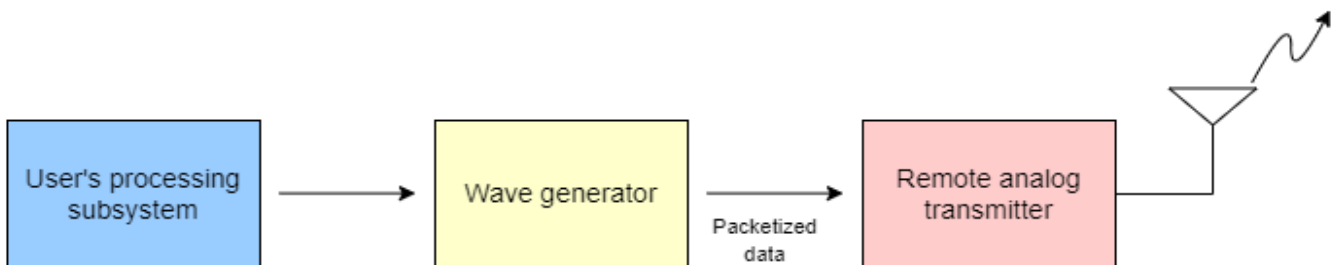 User's processing
subsystem
Wave generator
Packetized
data
Remote analog
transmitter